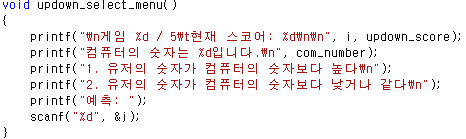 void updown_select_menu()
{
printf("₩n게임 %d / 5₩t현재 스코어: %d₩n₩n", i, updown_score);
printf("컴퓨터의 숫자는 %d입니다.₩n", com_number);
printf("1. 유저의 숫자가 컴퓨터의 숫자보다 높다₩n");
printf("2. 유저의 숫자가 컴퓨터의 숫자보다 낮거나 같다₩n");
printf("예측: ");
scanf("%d", &j);
}